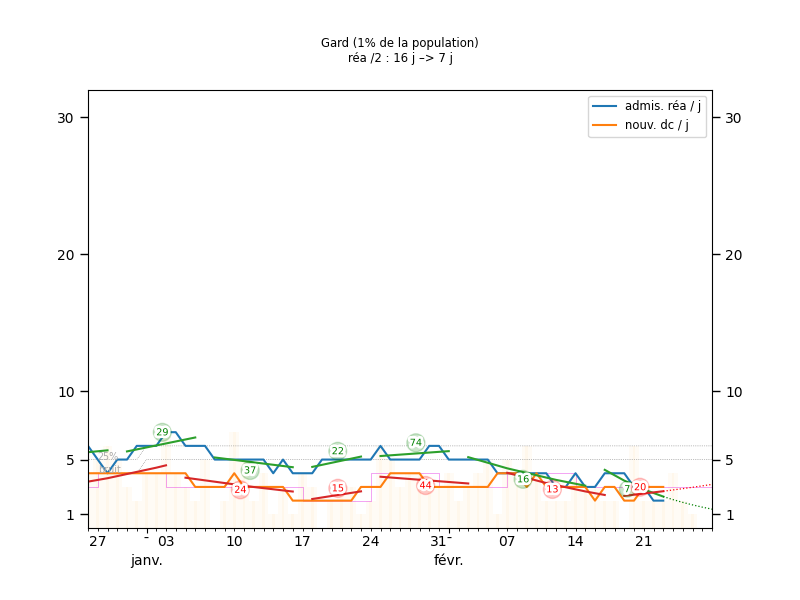 Gard (1% de la population)
réa /2 : 16 j –> 7 j
admis. réa / j
nouv. dc / j
30 30
20 20
10 10
5 5
1 1
29
37
24
22
15
74
44
16
13
7
20
25%
27 - 03 10 17 24 31 - 07 14 21
janv. févr.